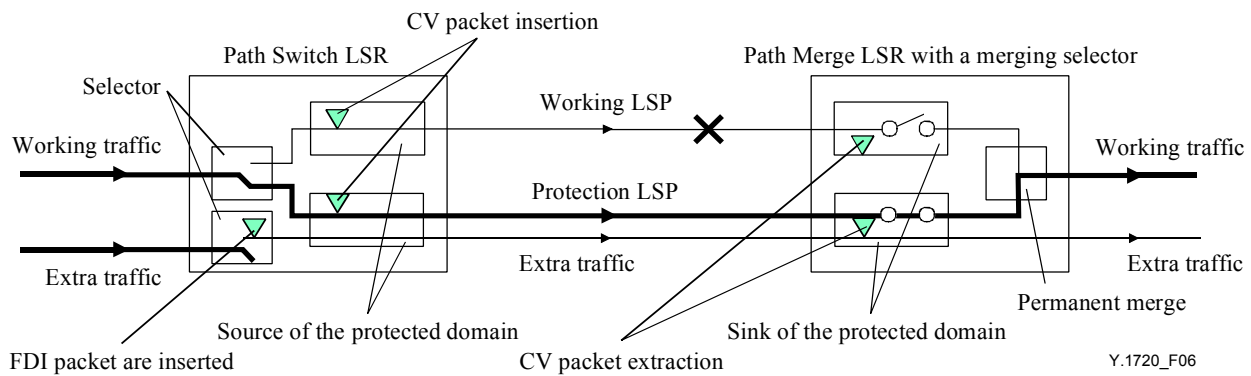 CV packet insertion
Path Switch LSR
Path Merge LSR with a merging selector
Selector
Working LSP
Working traffic
Working traffic
Protection LSP
Extra traffic
Extra traffic
Extra traffic
Permanent merge
Source of the protected domain
Sink of the protected domain
FDI packet are inserted
CV packet extraction
Y.1720_F06